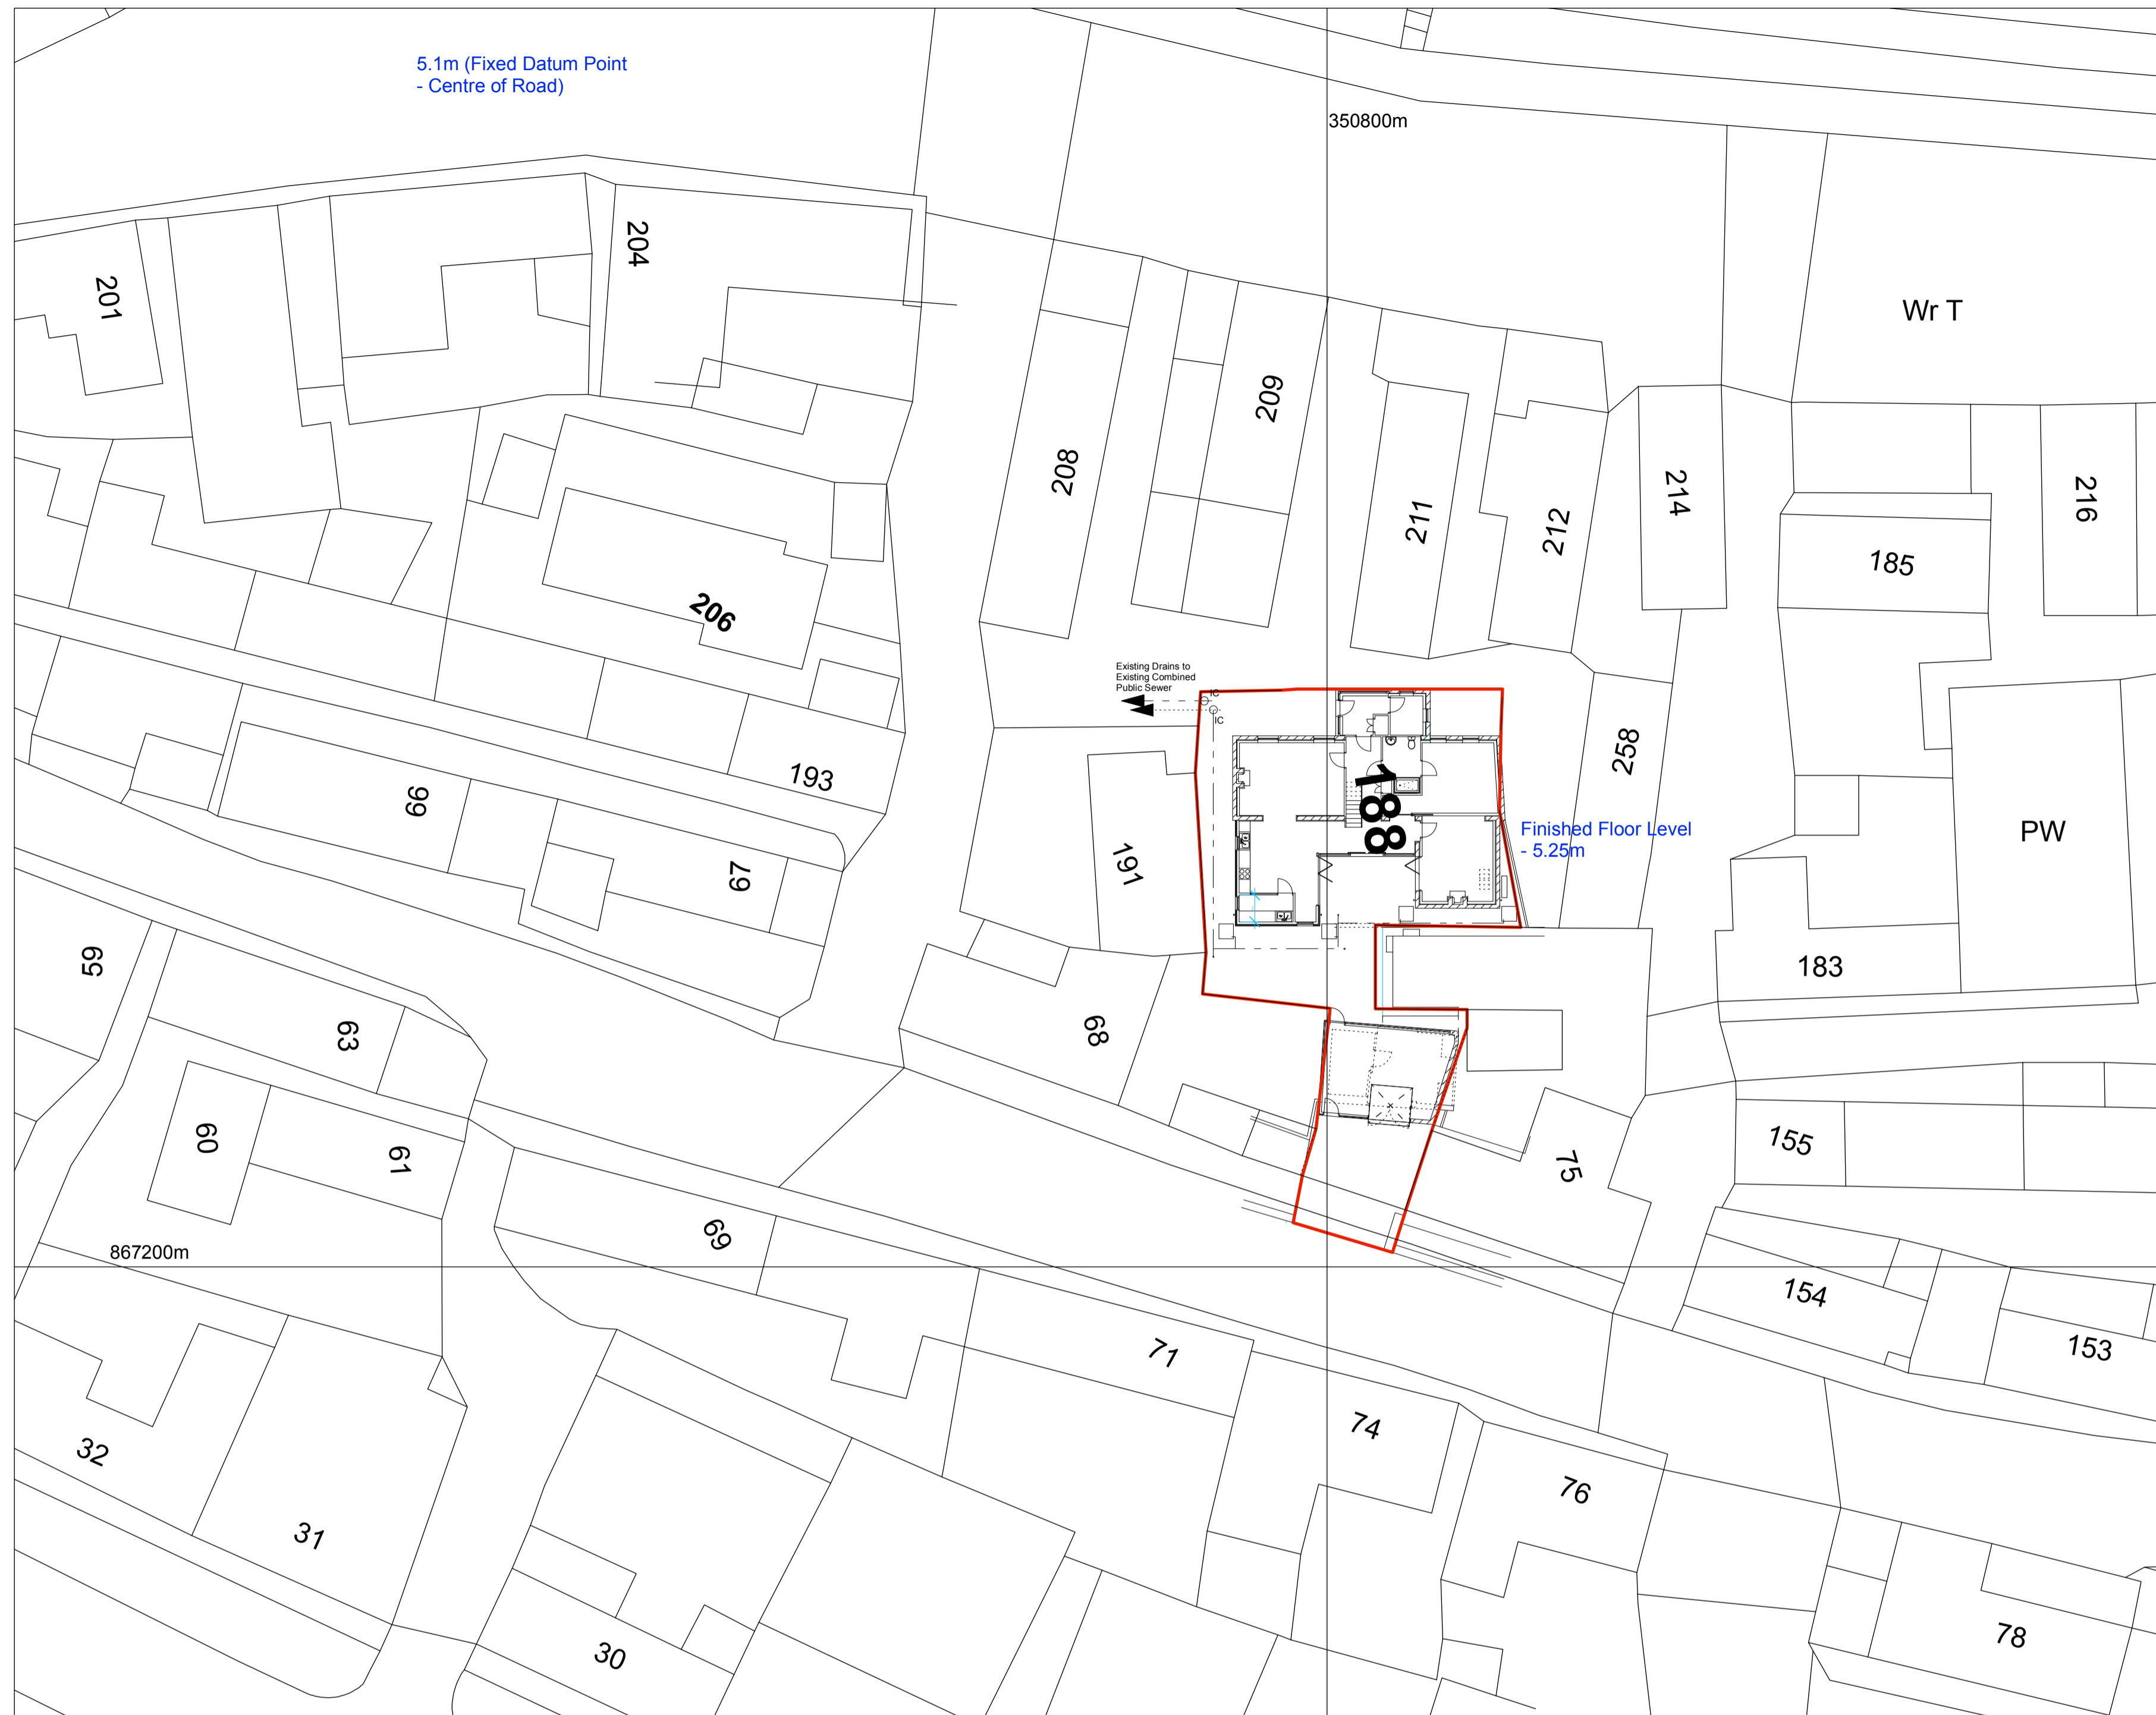 5.1m (Fixed Datum Point
- Centre of Road)
350800m
204
201
Wr T
209
208
214
216
211
212
185
206
Existing Drains to
Existing Combined
Public Sewer
IC
IC
258
193
66
188
Finished Floor Level
- 5.25m
PW
191
67
59
183
63
68
60
61
155
75
69
867200m
154
153
71
74
32
76
31
78
30